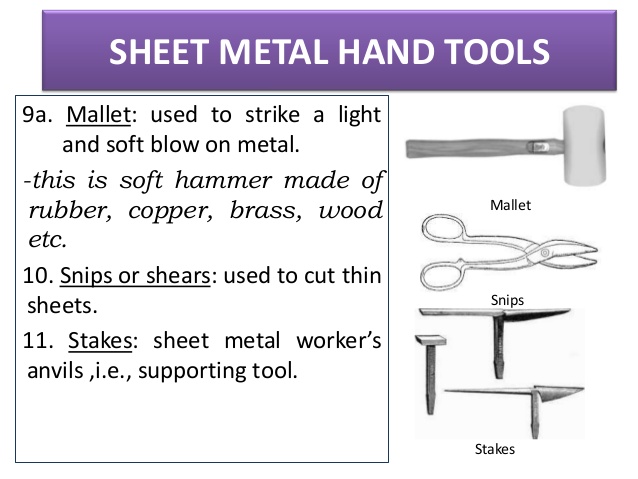 SHEET METAL HAND TOOLS
9a. Mallet: used to strike a light
and soft blow on metal.
-this is soft hammer made of
rubber, copper, brass, wood
etc.
10. Snips or shears: used to cut thin
sheets.
11. Stakes: sheet metal worker’s
anvils ,i.e., supporting tool.
Mallet
Snips
Stakes